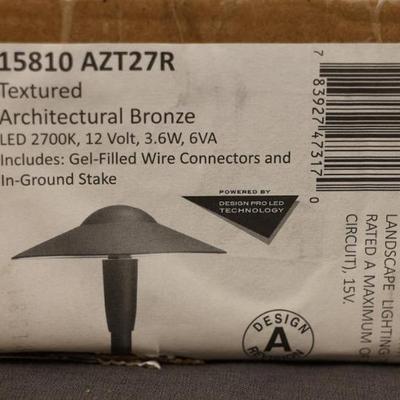 15810 AZT27R
Textured
Architectural Bronze
LED 2700K, 12 Volt, 3.6W, 6VA
Includes: Gel-Filled Wire Connectors and
In-Ground Stake
POWERED BY
DESIGN PRO LED
TECHNOLOGY
7 83927 47317 0
LANDSCAPE LIGHTING
RATED A MAXIMUM O
CIRCUIT), 15V.
DESIGN
A